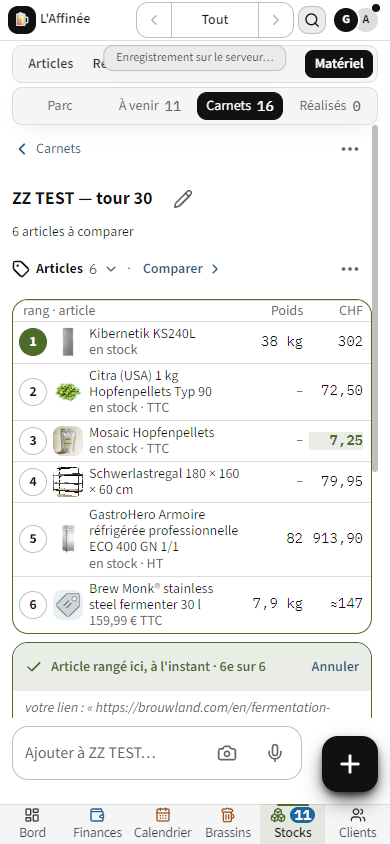 L'Affinée
Tout
G A
Enregistrement sur le serveur…
Articles
Matériel
Parc À venir 11 Carnets 16 Réalisés 0
Carnets
ZZ TEST — tour 30
6 articles à comparer
Articles 6 · Comparer
rang · article Poids CHF
1 Kibernetik KS240L 38 kg 302
en stock
2 Citra (USA) 1 kg
Hopfenpellets Typ 90 – 72,50
en stock · TTC
3 Mosaic Hopfenpellets – 7,25
en stock · TTC
4 Schwerlastregal 180 × 160 – 79,95
× 60 cm
GastroHero Armoire
5 réfrigérée professionnelle 82 913,90
ECO 400 GN 1/1
en stock · HT
Brew Monk® stainless
6 steel fermenter 30 l 7,9 kg ≈147
159,99 € TTC
Article rangé ici, à l'instant · 6e sur 6 Annuler
votre lien : « https://brouwland.com/en/fermentation-
Ajouter à ZZ TEST…
11
Bord Finances Calendrier Brassins Stocks Clients